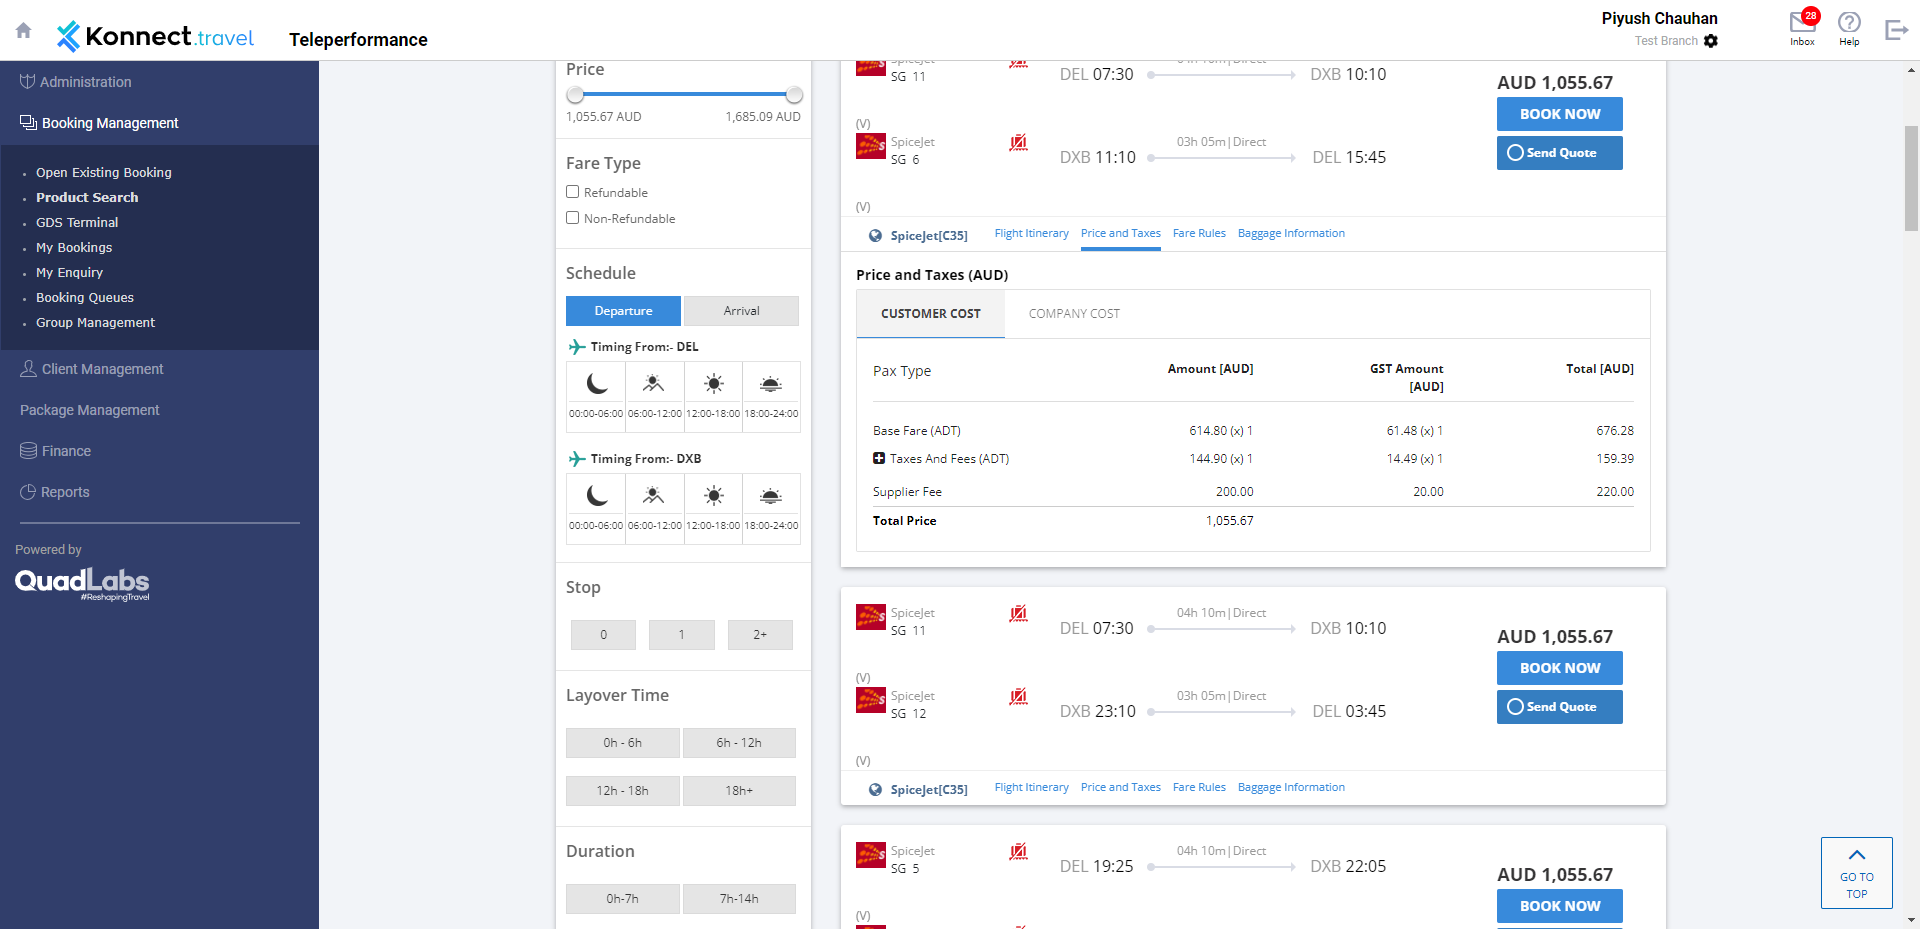 Konnect.travel
Teleperformance
Piyush Chauhan
Test Branch
28
Inbox
Help
Administration
Booking Management
Open Existing Booking
Product Search
GDS Terminal
My Bookings
My Enquiry
Booking Queues
Group Management
Client Management
Package Management
Finance
Reports
Powered by
QuadLabs
#ReshapingTravel
Price
1,055.67 AUD 1,685.09 AUD
Fare Type
Refundable
Non-Refundable
Schedule
Departure Arrival
Timing From:- DEL
00:00-06:00 06:00-12:00 12:00-18:00 18:00-24:00
Timing From:- DXB
00:00-06:00 06:00-12:00 12:00-18:00 18:00-24:00
Stop
0 1 2+
Layover Time
0h - 6h 6h - 12h
12h - 18h 18h+
Duration
0h-7h 7h-14h
SpiceJet
SG 11
DEL 07:30
04h 10m|Direct
DXB 10:10
(V)
SpiceJet
SG 6
DXB 11:10
03h 05m|Direct
DEL 15:45
(V)
AUD 1,055.67
BOOK NOW
Send Quote
SpiceJet[C35] Flight Itinerary Price and Taxes Fare Rules Baggage Information
Price and Taxes (AUD)
CUSTOMER COST COMPANY COST
Pax Type Amount [AUD] GST Amount [AUD] Total [AUD]
Base Fare (ADT) 614.80 (x) 1 61.48 (x) 1 676.28
Taxes And Fees (ADT) 144.90 (x) 1 14.49 (x) 1 159.39
Supplier Fee 200.00 20.00 220.00
Total Price 1,055.67
SpiceJet
SG 11
DEL 07:30
04h 10m|Direct
DXB 10:10
(V)
SpiceJet
SG 12
DXB 23:10
03h 05m|Direct
DEL 03:45
(V)
AUD 1,055.67
BOOK NOW
Send Quote
SpiceJet[C35] Flight Itinerary Price and Taxes Fare Rules Baggage Information
SpiceJet
SG 5
DEL 19:25
04h 10m|Direct
DXB 22:05
(V)
AUD 1,055.67
BOOK NOW
GO TO
TOP